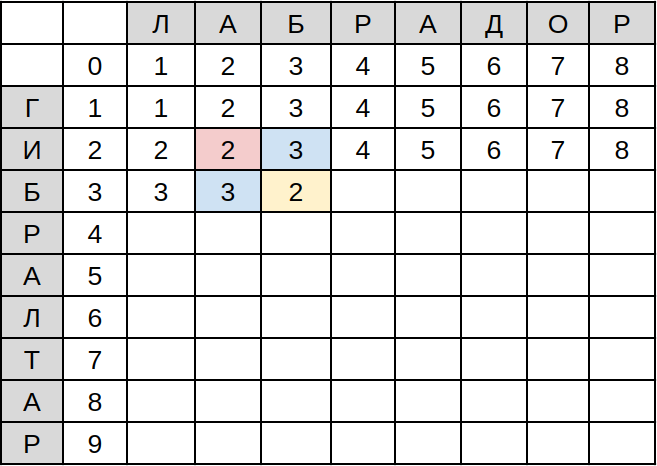 Л А Б Р А Д О Р
0 1 2 3 4 5 6 7 8
Г 1 1 2 3 4 5 6 7 8
И 2 2 2 3 4 5 6 7 8
Б 3 3 3 2
Р 4
А 5
Л 6
Т 7
А 8
Р 9